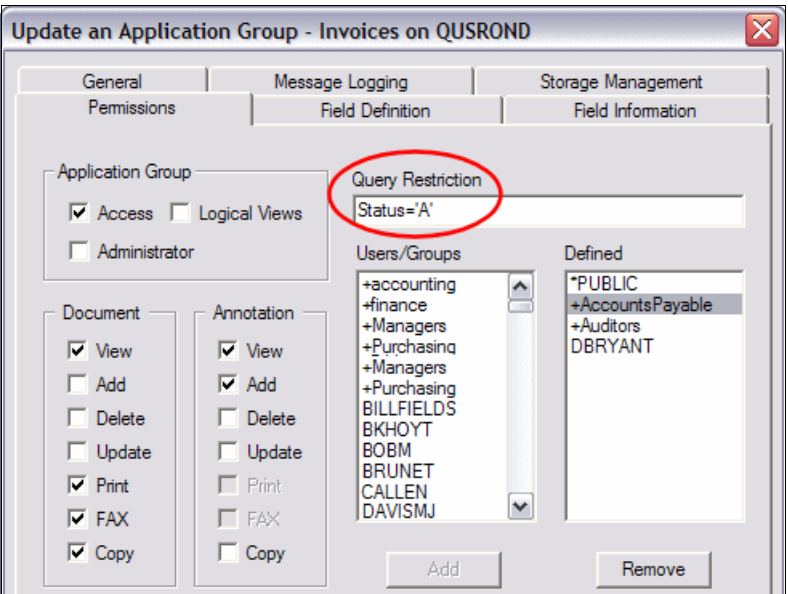 Update an Application Group - Invoices on QUSROND
General
Message Logging
Storage Management
Permissions
Field Definition
Field Information
Application Group
Access
Logical Views
Administrator
Query Restriction
Status='A'
Users/Groups
+accounting
+finance
+Managers
+Purchasing
+Managers
+Purchasing
BILLFIELDS
BKHOYT
BOBM
BRUNET
CALLEN
DAVISMJ
Defined
*PUBLIC
+AccountsPayable
+Auditors
DBRYANT
Document
View
Add
Delete
Update
Print
FAX
Copy
Annotation
View
Add
Delete
Update
Print
FAX
Copy
Add
Remove